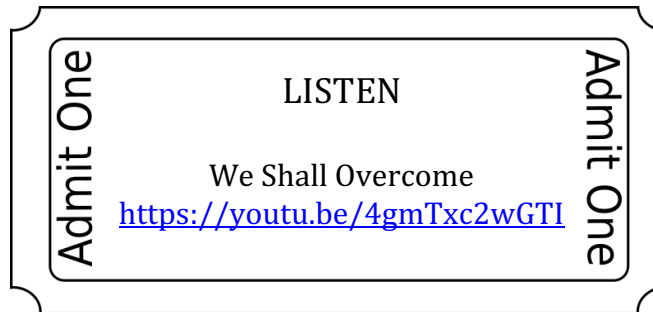 Admit One
LISTEN
We Shall Overcome
https://youtu.be/4gmTxc2wGTI
Admit One